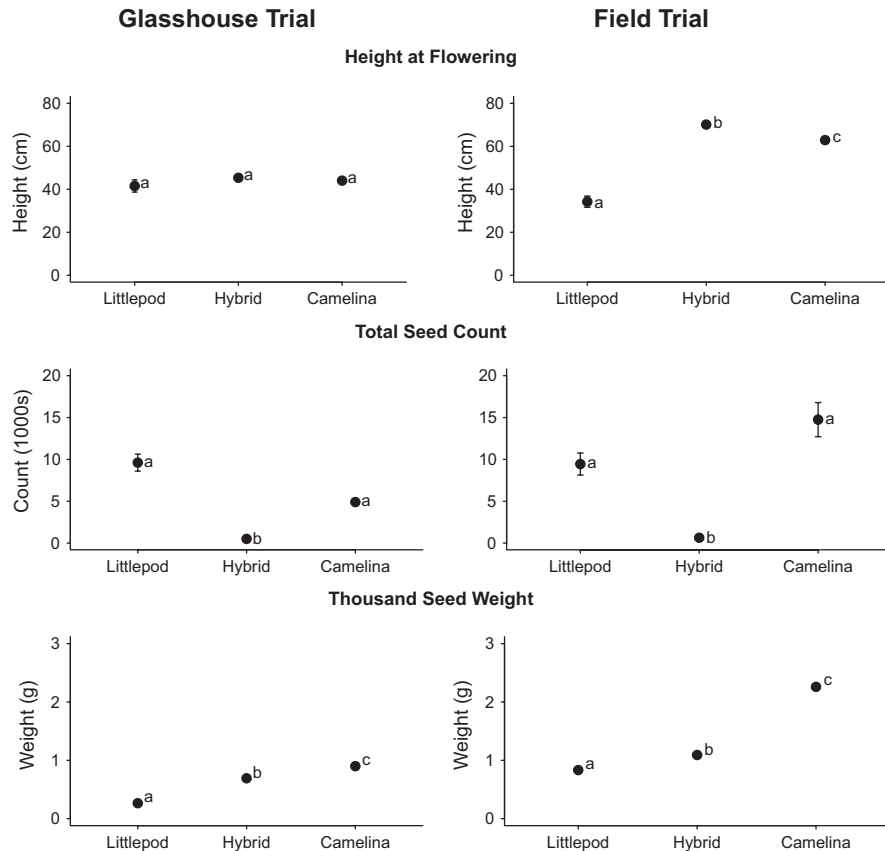 Glasshouse Trial Field Trial
Height at Flowering
Height (cm)
80
60
40
20
0
a
a
a
Littlepod Hybrid Camelina
Height (cm)
80
60
40
20
0
a
b
c
Littlepod Hybrid Camelina
Total Seed Count
Count (1000s)
20
15
10
5
0
a
b
a
Littlepod Hybrid Camelina
20
15
10
5
0
a
b
a
Littlepod Hybrid Camelina
Thousand Seed Weight
Weight (g)
3
2
1
0
a
b
c
Littlepod Hybrid Camelina
Weight (g)
3
2
1
0
a
b
c
Littlepod Hybrid Camelina